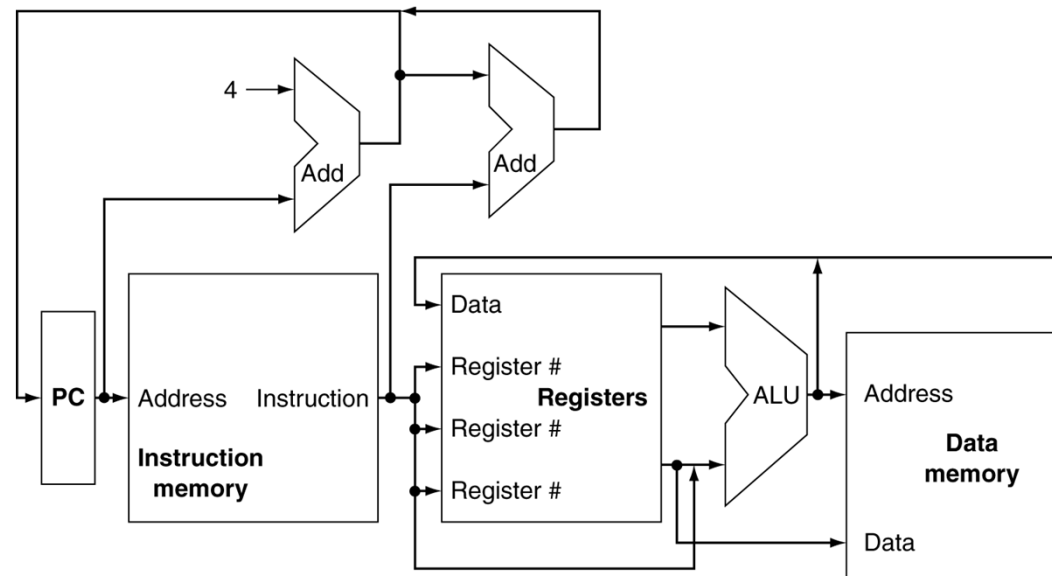 4
Add
Add
Data
Register #
Registers
ALU
PC
Address
Instruction
Address
Register #
Instruction
memory
Data
memory
Register #
Data